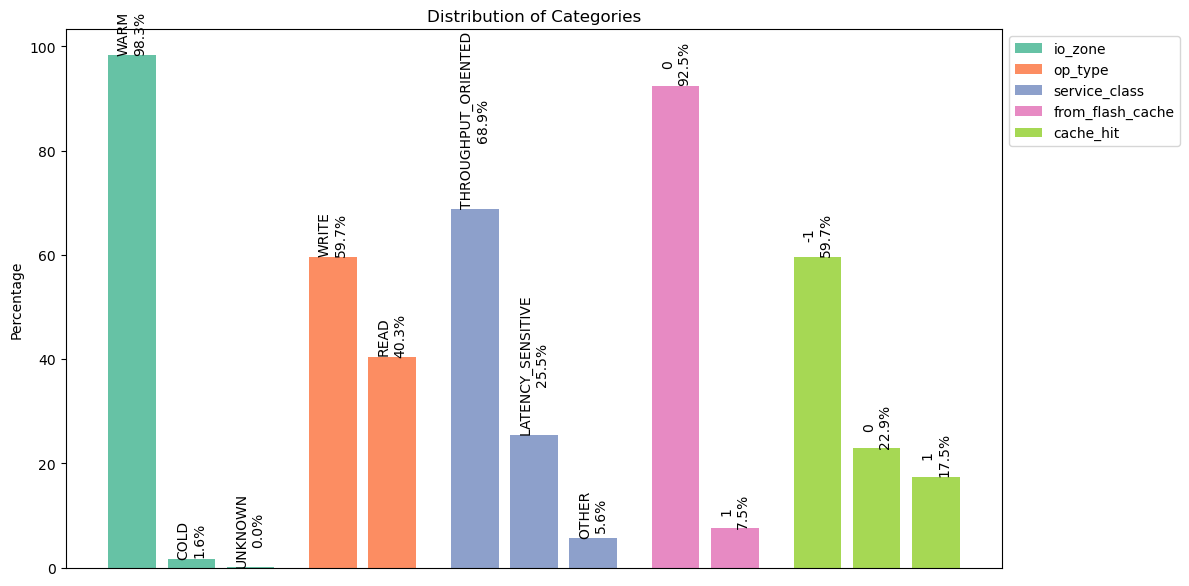 Distribution of Categories
Percentage
100
80
60
40
20
0
WARM
98.3%
COLD
1.6%
UNKNOWN
0.0%
WRITE
59.7%
READ
40.3%
THROUGHPUT_ORIENTED
68.9%
LATENCY_SENSITIVE
25.5%
OTHER
5.6%
0
92.5%
1
7.5%
-1
59.7%
0
22.9%
1
17.5%
io_zone
op_type
service_class
from_flash_cache
cache_hit